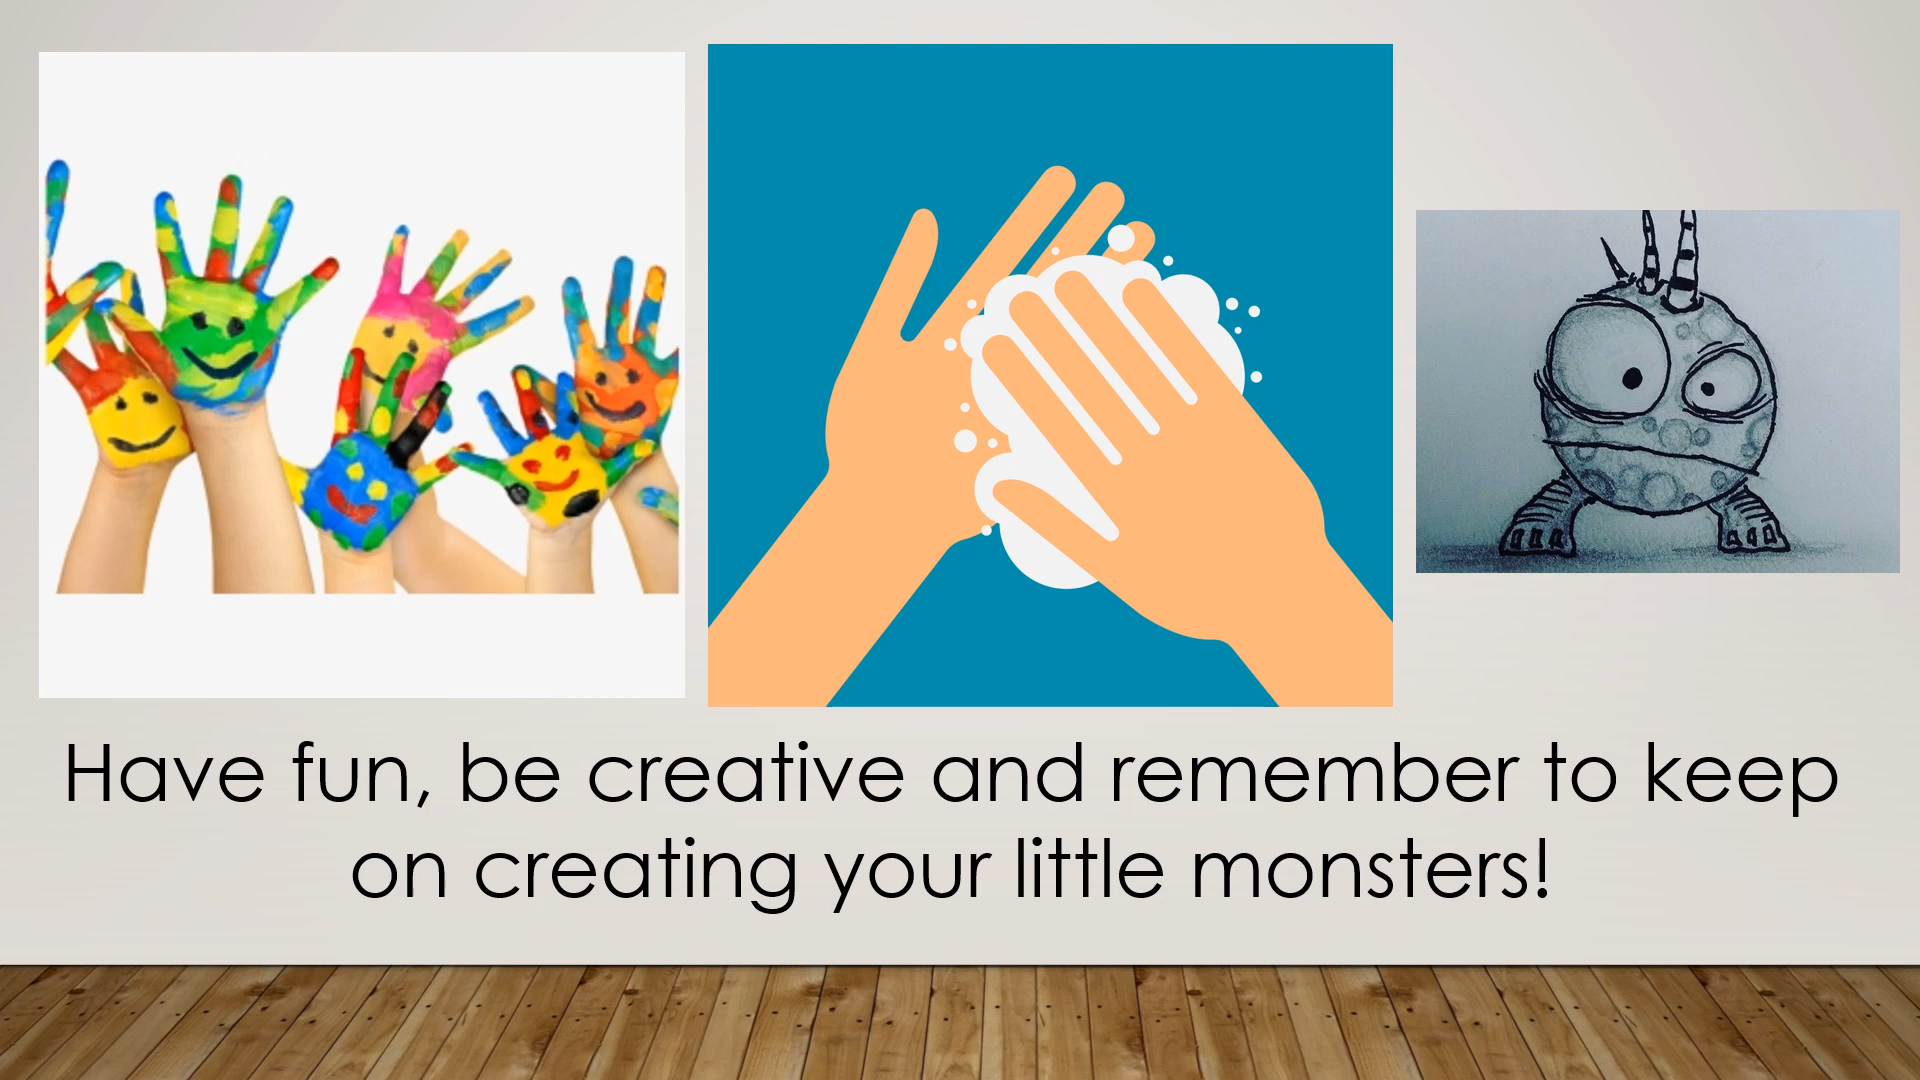 Have fun, be creative and remember to keep
on creating your little monsters!